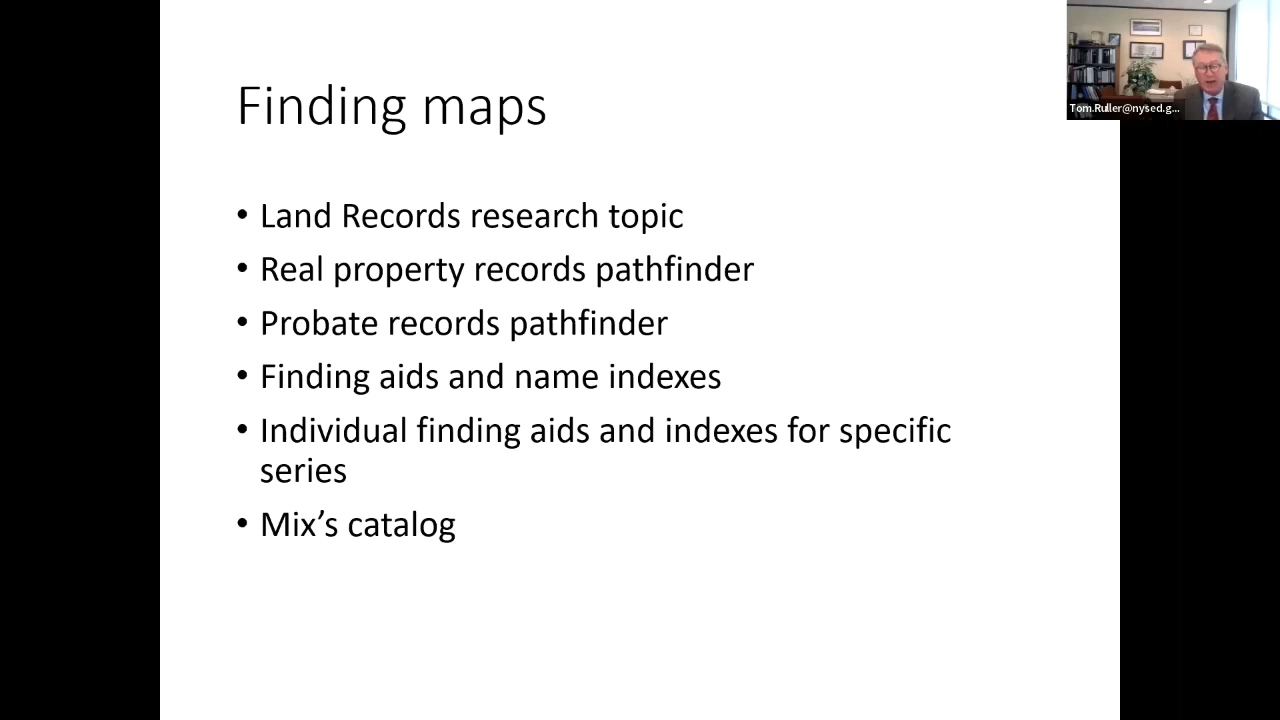 Finding maps
Tom.Ruller@nysed.g...
• Land Records research topic
• Real property records pathfinder
• Probate records pathfinder
• Finding aids and name indexes
• Individual finding aids and indexes for specific
series
• Mix’s catalog